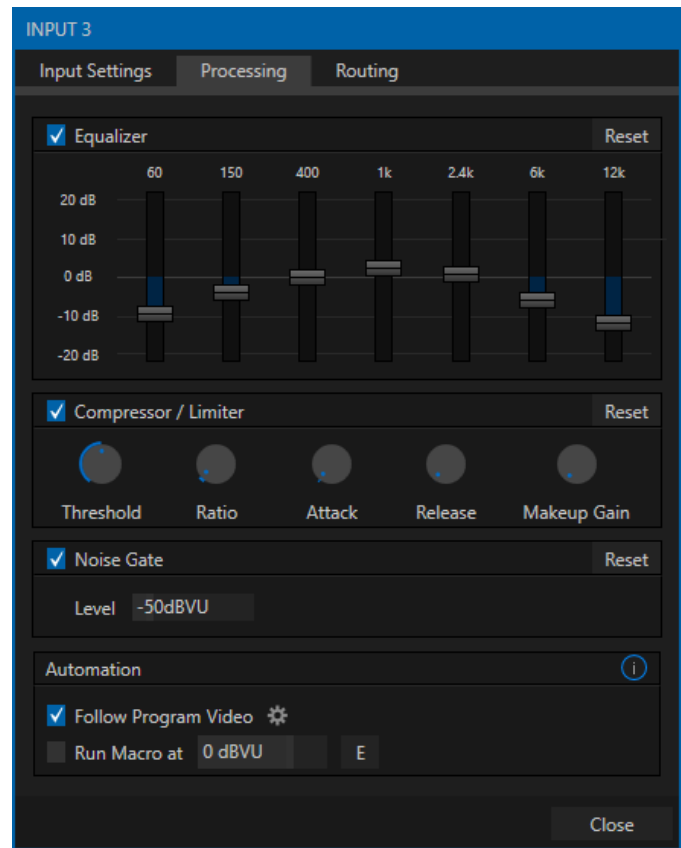 INPUT 3
Input Settings Processing Routing
Equalizer Reset
60 150 400 1k 2.4k 6k 12k
20 dB
10 dB
0 dB
-10 dB
-20 dB
Compressor / Limiter Reset
Threshold Ratio Attack Release Makeup Gain
Noise Gate Reset
Level -50dBVU
Automation i
Follow Program Video
Run Macro at 0 dBVU E
Close